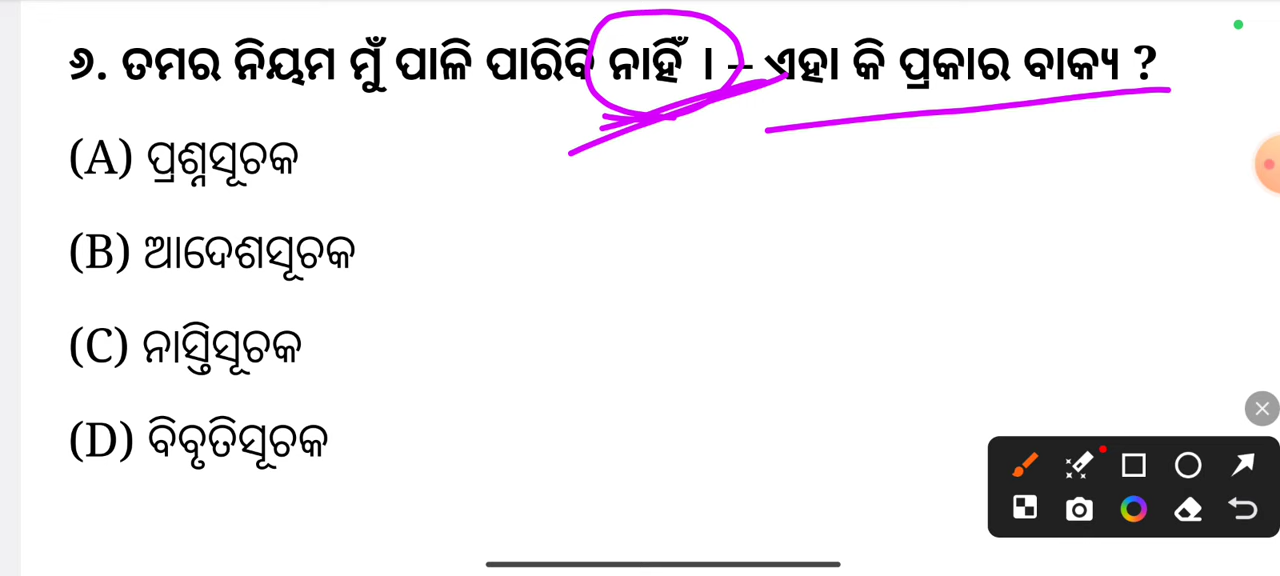 ୬. ତମର ନିୟମ ମୁଁ ପାଳି ପାରିବି ନାହିଁ । – ଏହା କି ପ୍ରକାର ବାକ୍ୟ ?
(A) ପ୍ରଶ୍ନସୂଚକ
(B) ଆଦେଶସୂଚକ
(C) ନାସ୍ତିସୂଚକ
(D) ବିବୃତିସୂଚକ